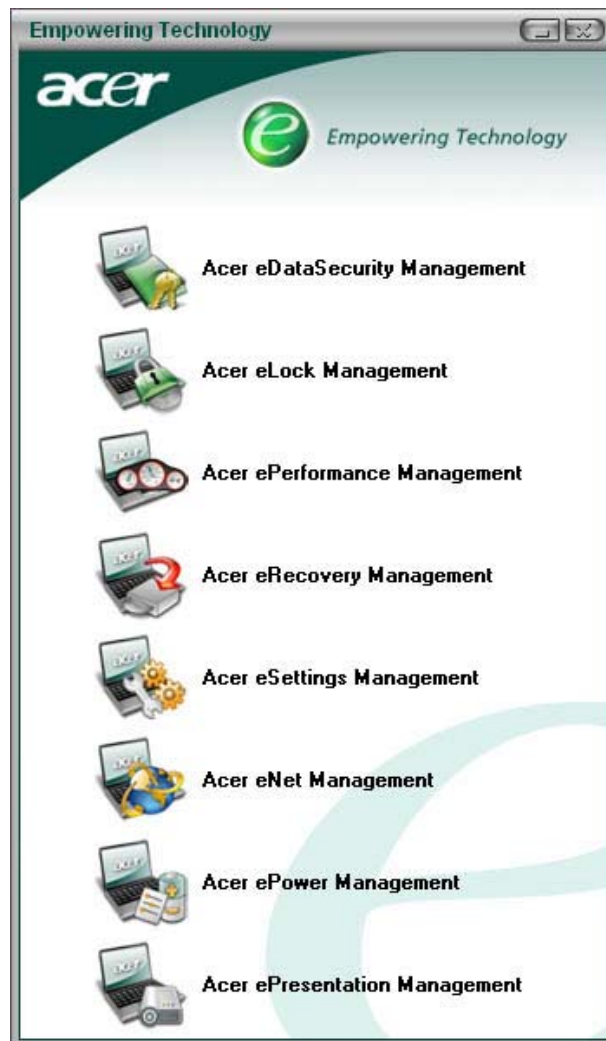 Empowering Technology
acer
e Empowering Technology
Acer eDataSecurity Management
Acer eLock Management
Acer ePerformance Management
Acer eRecovery Management
Acer eSettings Management
Acer eNet Management
Acer ePower Management
Acer ePresentation Management